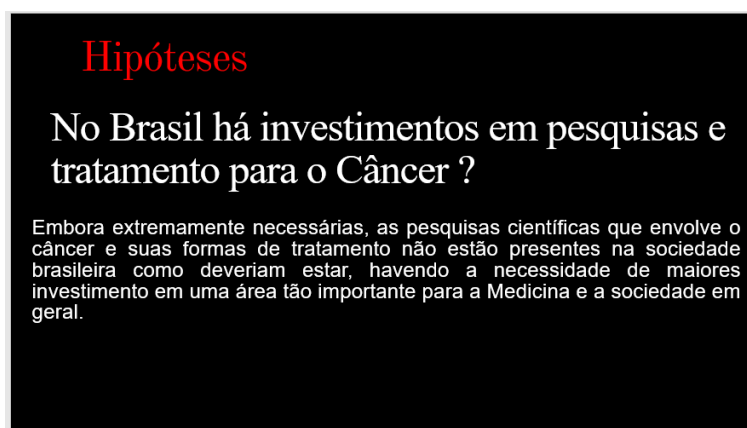 Hipóteses
No Brasil há investimentos em pesquisas e
tratamento para o Câncer ?
Embora extremamente necessárias, as pesquisas científicas que envolve o
câncer e suas formas de tratamento não estão presentes na sociedade
brasileira como deveriam estar, havendo a necessidade de maiores
investimento em uma área tão importante para a Medicina e a sociedade em
geral.